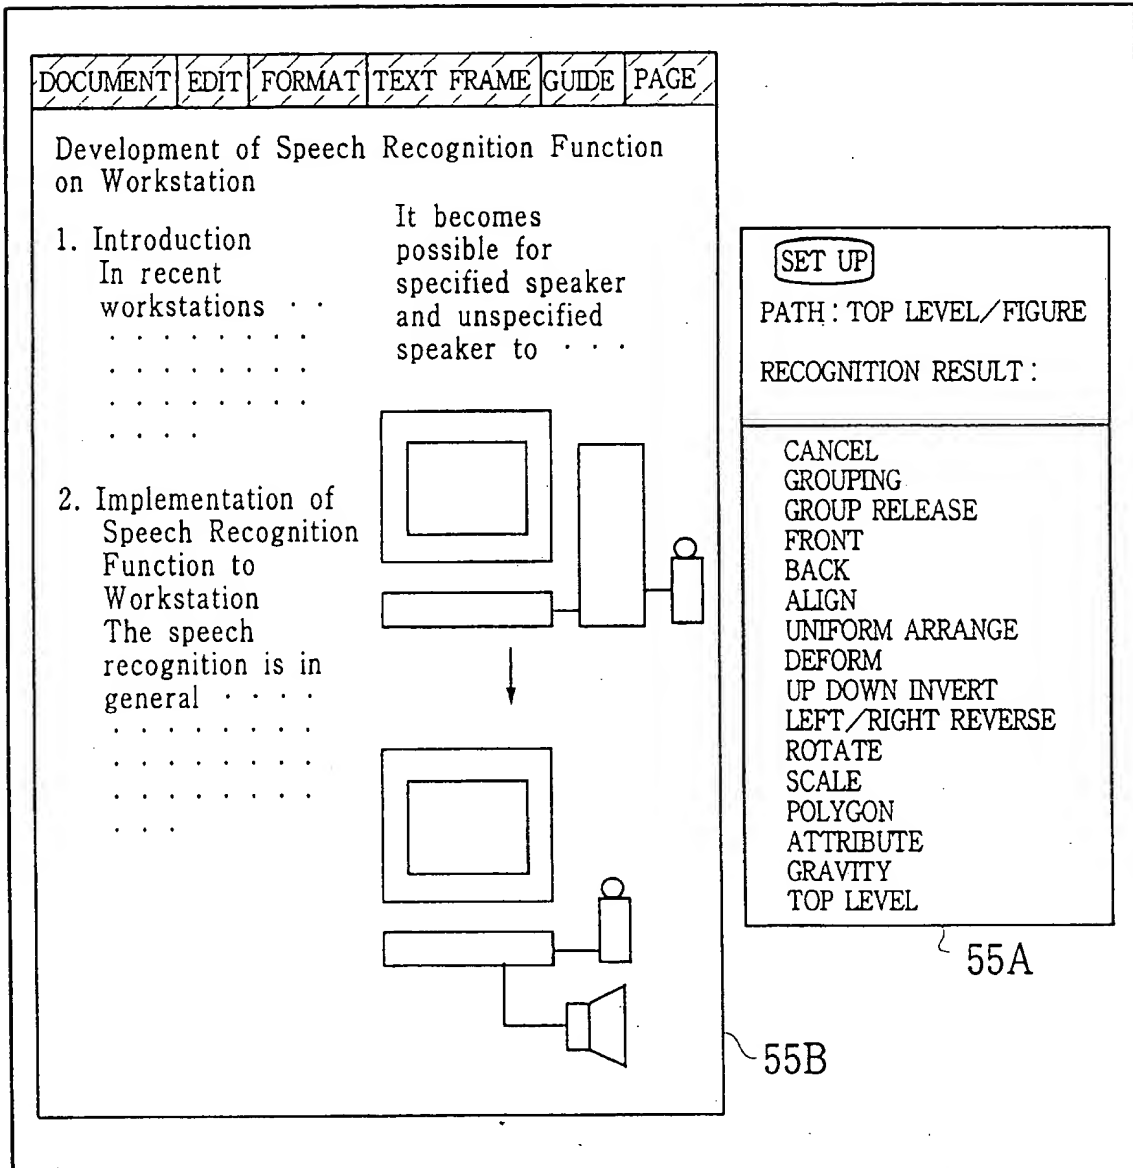 DOCUMENT EDIT FORMAT TEXT FRAME GUIDE PAGE
Development of Speech Recognition Function
on Workstation
1. Introduction
In recent
workstations · ·
· · · · · · · ·
· · · · · · · ·
· · · · · · · ·
· · · ·
2. Implementation of
Speech Recognition
Function to
Workstation
The speech
recognition is in
general · · · ·
· · · · · · · ·
· · · · · · · ·
· · · · · · · ·
· · ·
It becomes
possible for
specified speaker
and unspecified
speaker to · · ·
55B
SET UP
PATH : TOP LEVEL/FIGURE
RECOGNITION RESULT :
CANCEL
GROUPING
GROUP RELEASE
FRONT
BACK
ALIGN
UNIFORM ARRANGE
DEFORM
UP DOWN INVERT
LEFT/RIGHT REVERSE
ROTATE
SCALE
POLYGON
ATTRIBUTE
GRAVITY
TOP LEVEL
55A